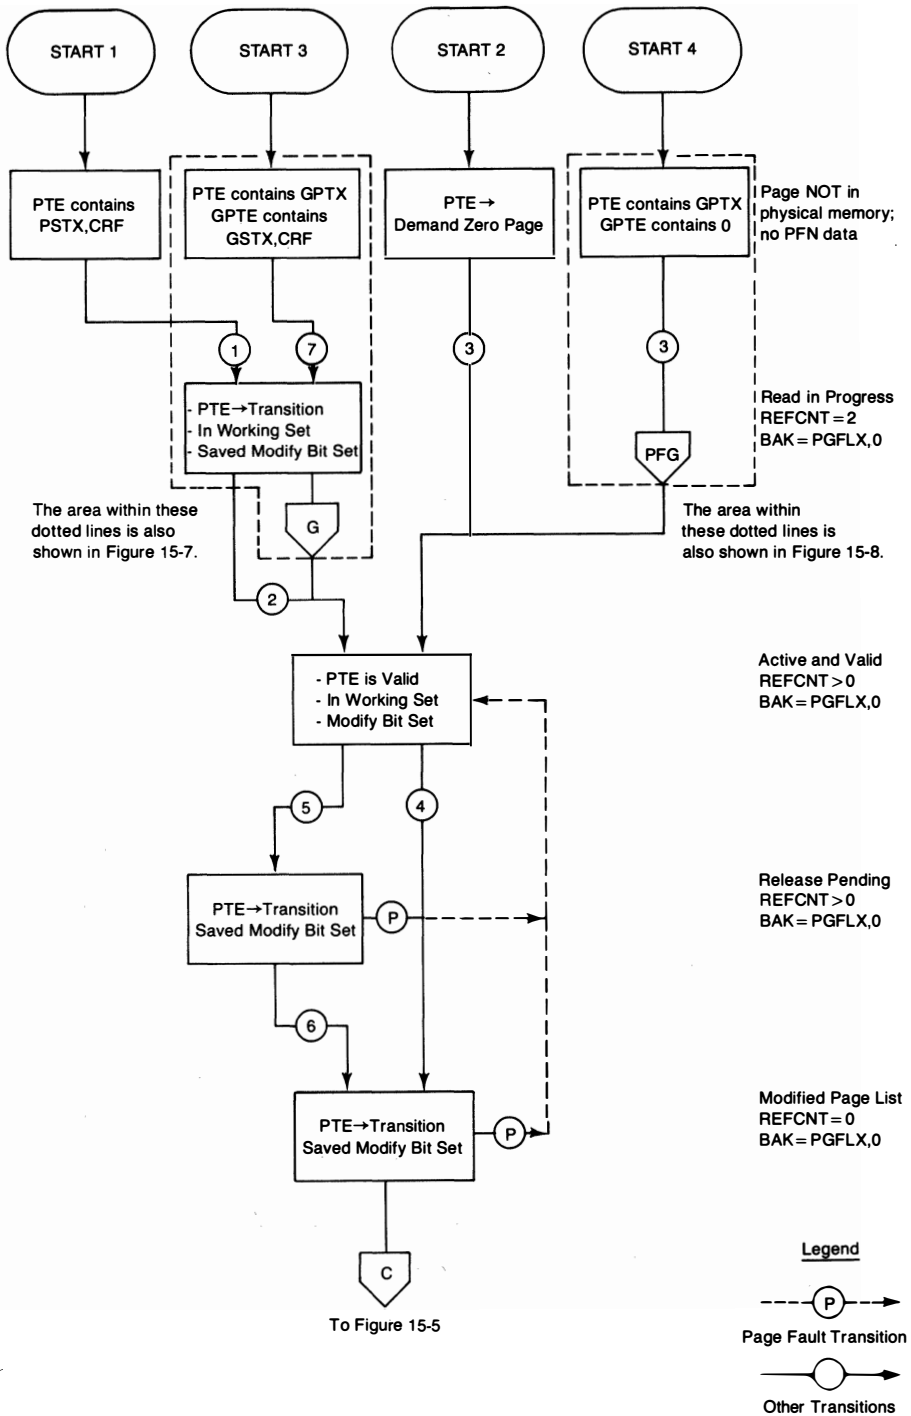 START 1
START 3
START 2
START 4
PTE contains
PSTX,CRF
PTE contains GPTX
GPTE contains
GSTX,CRF
PTE→
Demand Zero Page
PTE contains GPTX
GPTE contains 0
Page NOT in
physical memory;
no PFN data
1
7
3
3
- PTE→Transition
- In Working Set
- Saved Modify Bit Set
Read in Progress
REFCNT=2
BAK=PGFLX,0
PFG
The area within these
dotted lines is also
shown in Figure 15-7.
G
The area within
these dotted lines is
also shown in Figure 15-8.
2
- PTE is Valid
- In Working Set
- Modify Bit Set
Active and Valid
REFCNT>0
BAK=PGFLX,0
5
4
PTE→Transition
Saved Modify Bit Set
P
Release Pending
REFCNT>0
BAK=PGFLX,0
6
PTE→Transition
Saved Modify Bit Set
P
Modified Page List
REFCNT=0
BAK=PGFLX,0
C
To Figure 15-5
Legend
P
Page Fault Transition
Other Transitions